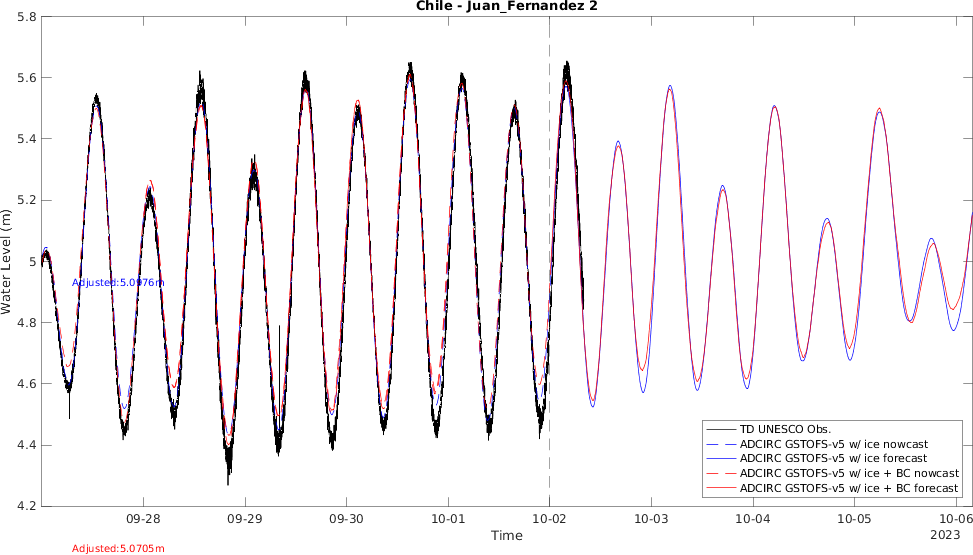 Chile - Juan_Fernandez 2
5.8
5.6
5.4
5.2
5
4.8
4.6
4.4
4.2
Water Level (m)
Adjusted:5.0976m
TD UNESCO Obs.
ADCIRC GSTOFS-v5 w/ ice nowcast
ADCIRC GSTOFS-v5 w/ ice forecast
ADCIRC GSTOFS-v5 w/ ice + BC nowcast
ADCIRC GSTOFS-v5 w/ ice + BC forecast
09-28 09-29 09-30 10-01 10-02 10-03 10-04 10-05 10-06
Time
2023
Adjusted:5.0705m